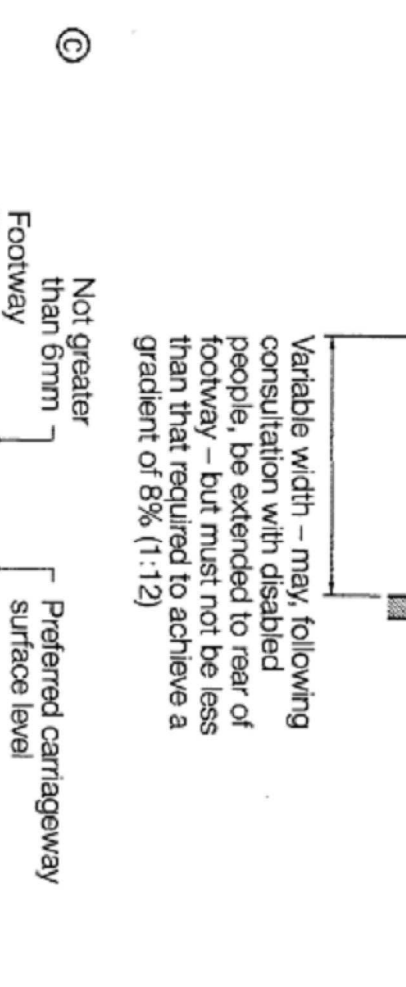 Variable width – may, following
consultation with disabled
people, be extended to rear of
footway – but must not be less
than that required to achieve a
gradient of 8% (1:12)
©
Not greater
than 6mm
Footway
Preferred carriageway
surface level